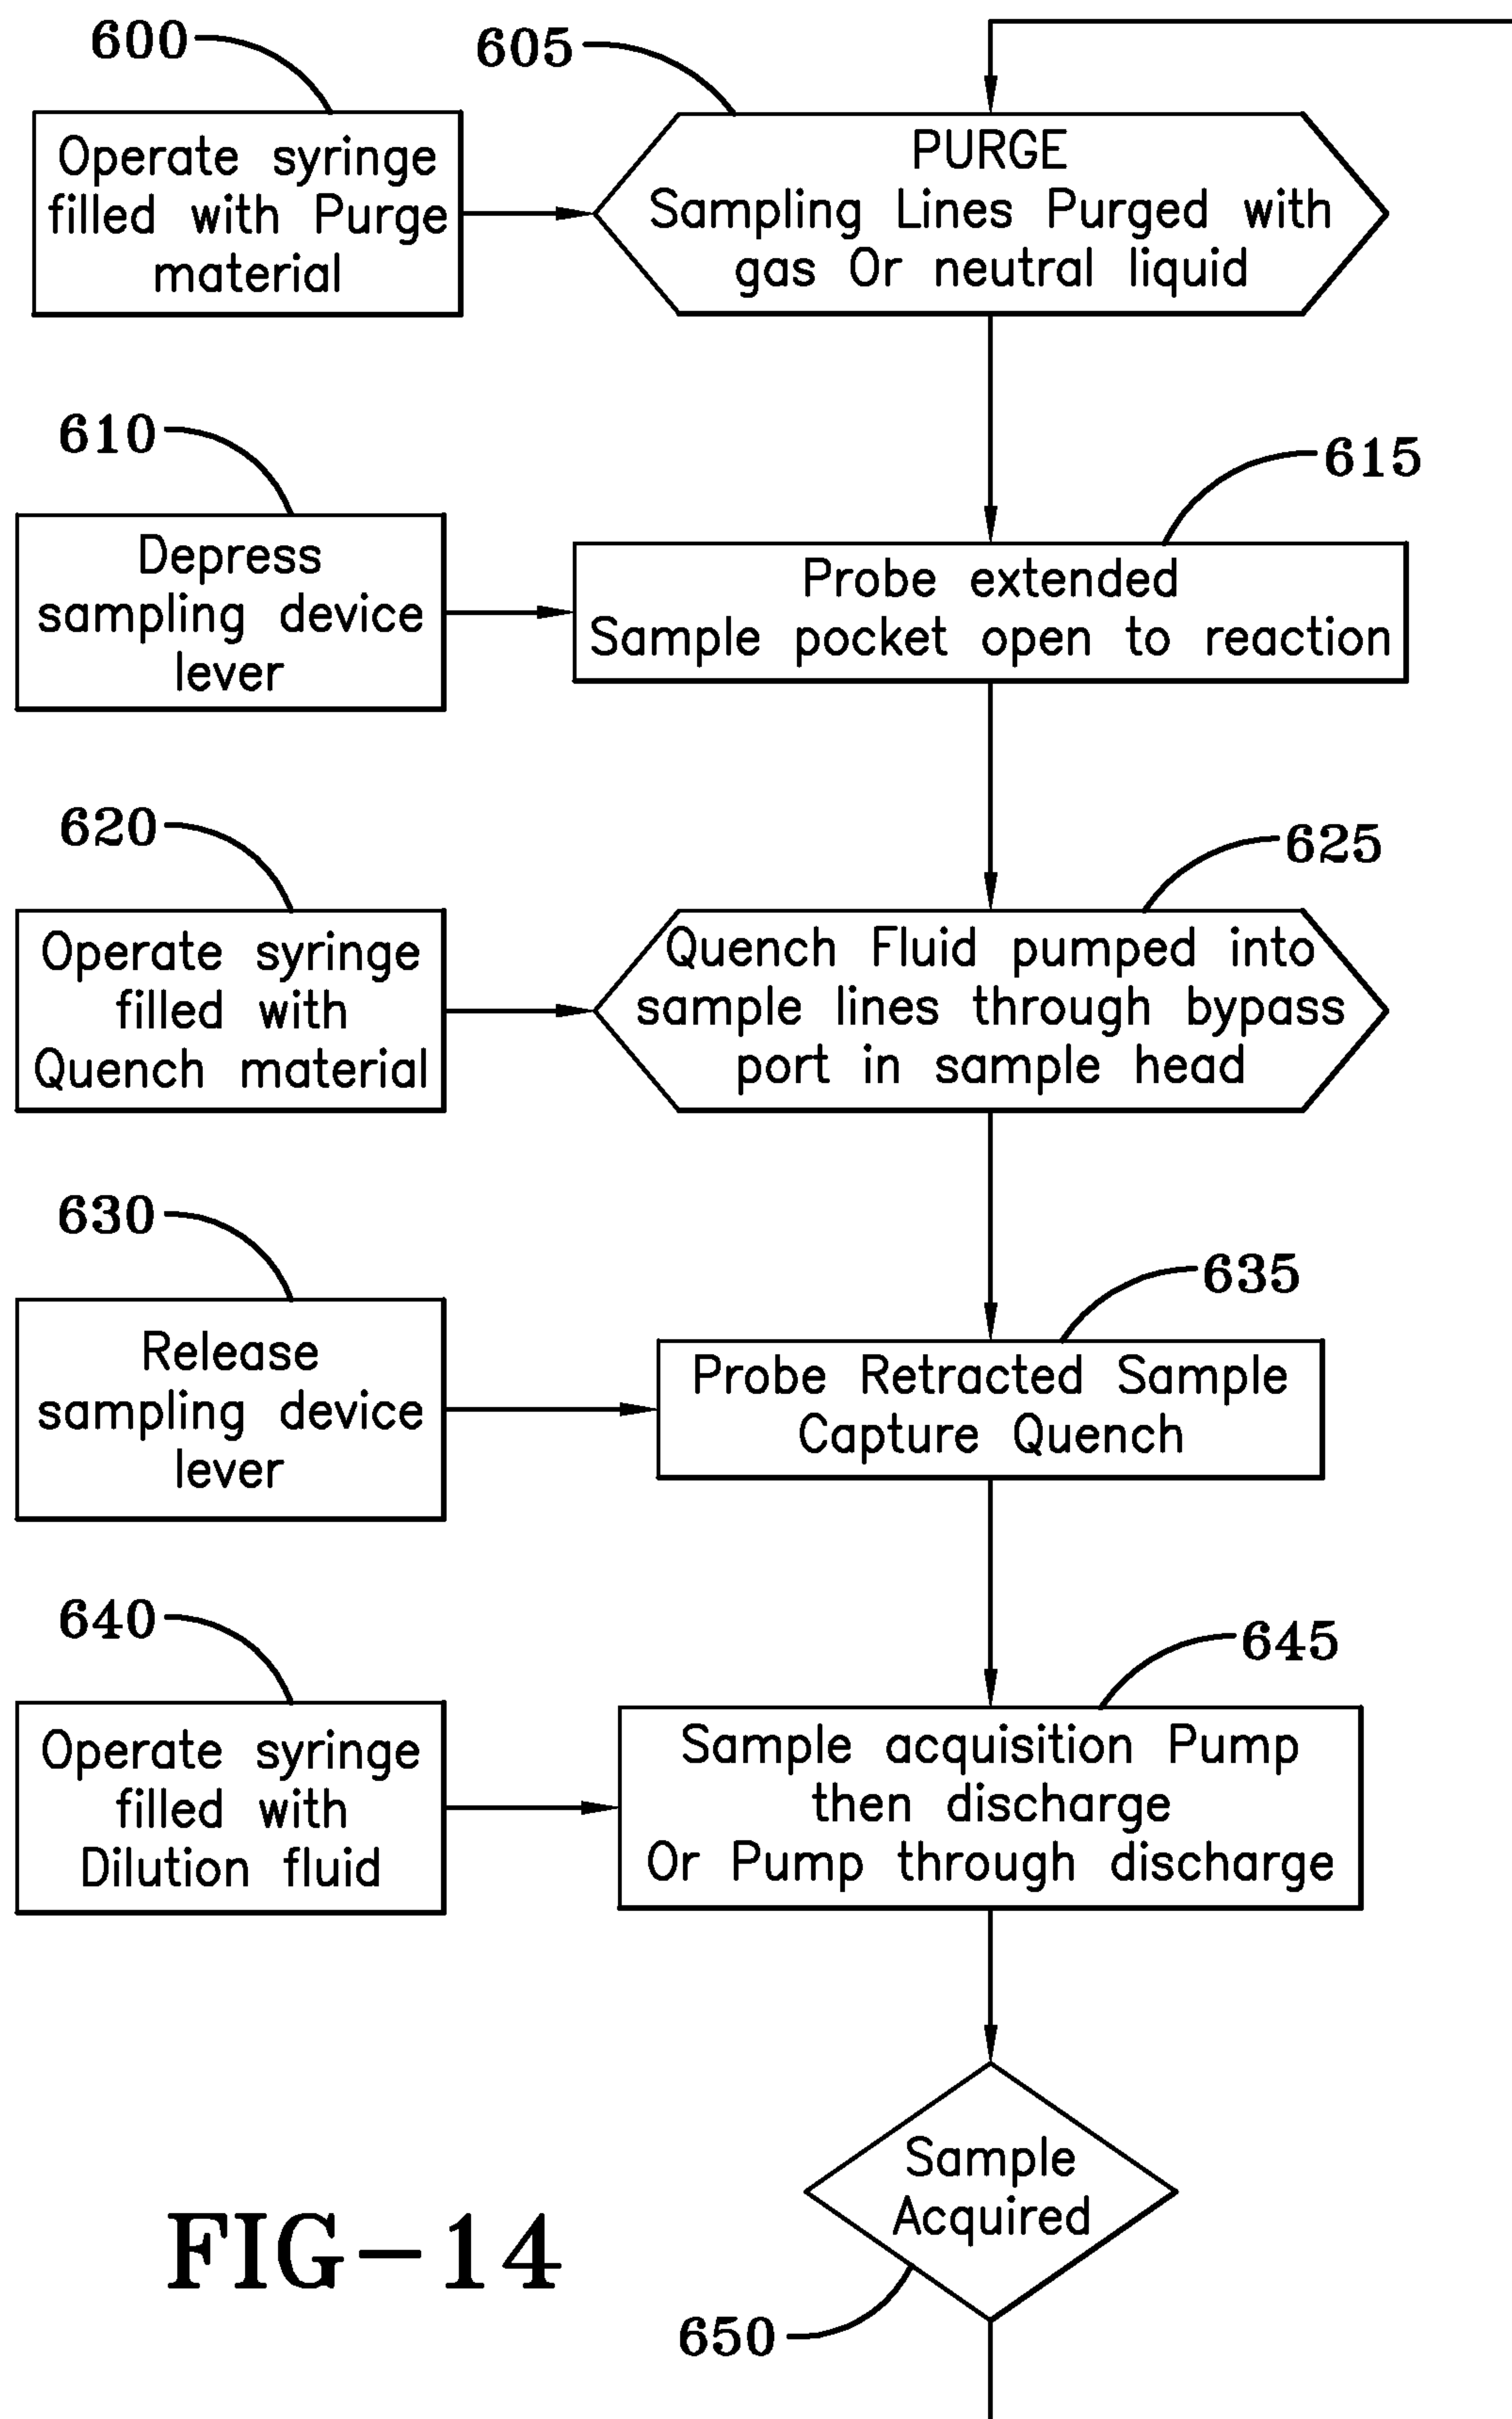 600
605
Operate syringe
filled with Purge
material
PURGE
Sampling Lines Purged with
gas Or neutral liquid
610
615
Depress
sampling device
lever
Probe extended
Sample pocket open to reaction
620
625
Operate syringe
filled with
Quench material
Quench Fluid pumped into
sample lines through bypass
port in sample head
630
635
Release
sampling device
lever
Probe Retracted Sample
Capture Quench
640
645
Operate syringe
filled with
Dilution fluid
Sample acquisition Pump
then discharge
Or Pump through discharge
Sample
Acquired
650
FIG-14